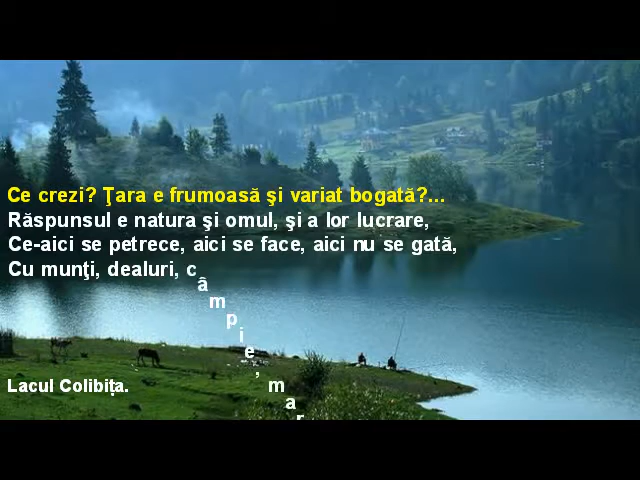 Ce crezi? Ţara e frumoasă şi variat bogată?...
Răspunsul e natura şi omul, şi a lor lucrare,
Ce-aici se petrece, aici se face, aici nu se gată,
Cu munţi, dealuri, câmpie, mar
Lacul Colibița.